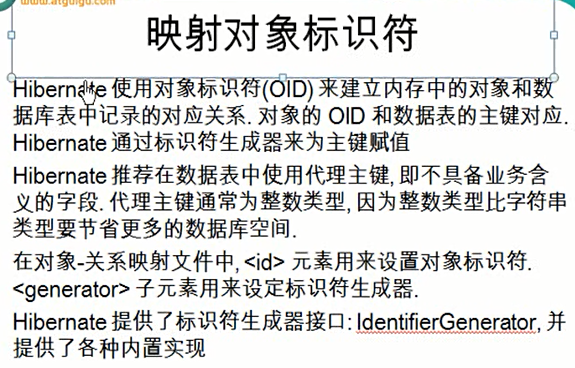 www.atguigu.com
映射对象标识符
Hibernate 使用对象标识符(OID) 来建立内存中的对象和数
据库表中记录的对应关系. 对象的 OID 和数据表的主键对应.
Hibernate 通过标识符生成器来为主键赋值
Hibernate 推荐在数据表中使用代理主键, 即不具备业务含
义的字段. 代理主键通常为整数类型, 因为整数类型比字符串
类型要节省更多的数据库空间.
在对象-关系映射文件中, <id> 元素用来设置对象标识符.
<generator> 子元素用来设定标识符生成器.
Hibernate 提供了标识符生成器接口: IdentifierGenerator, 并
提供了各种内置实现